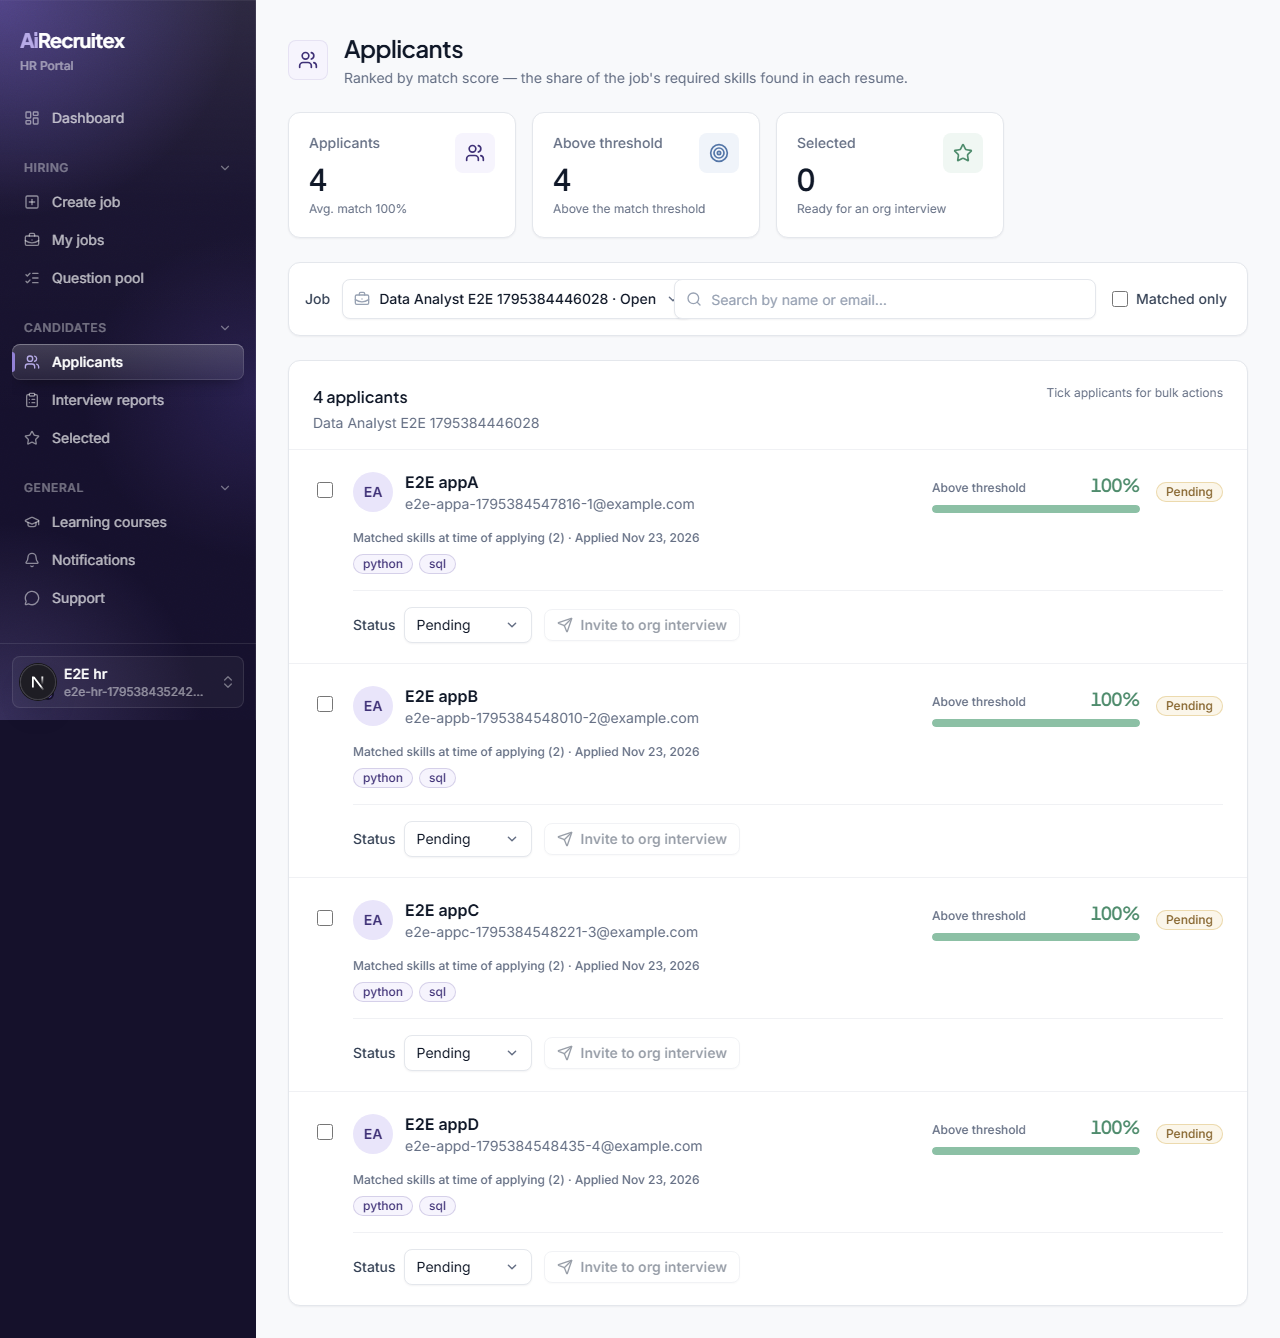 AiRecruitex
HR Portal
Dashboard
HIRING
Create job
My jobs
Question pool
CANDIDATES
Applicants
Interview reports
Selected
GENERAL
Learning courses
Notifications
Support
N
E2E hr
e2e-hr-179538435242...
Applicants
Ranked by match score — the share of the job's required skills found in each resume.
Applicants
4
Avg. match 100%
Above threshold
4
Above the match threshold
Selected
0
Ready for an org interview
Job
Data Analyst E2E 1795384446028 · Open
Search by name or email...
Matched only
4 applicants
Data Analyst E2E 1795384446028
Tick applicants for bulk actions
EA
E2E appA
e2e-appa-1795384547816-1@example.com
Above threshold
100%
Pending
Matched skills at time of applying (2) · Applied Nov 23, 2026
python sql
Status
Pending
Invite to org interview
EA
E2E appB
e2e-appb-1795384548010-2@example.com
Above threshold
100%
Pending
Matched skills at time of applying (2) · Applied Nov 23, 2026
python sql
Status
Pending
Invite to org interview
EA
E2E appC
e2e-appc-1795384548221-3@example.com
Above threshold
100%
Pending
Matched skills at time of applying (2) · Applied Nov 23, 2026
python sql
Status
Pending
Invite to org interview
EA
E2E appD
e2e-appd-1795384548435-4@example.com
Above threshold
100%
Pending
Matched skills at time of applying (2) · Applied Nov 23, 2026
python sql
Status
Pending
Invite to org interview